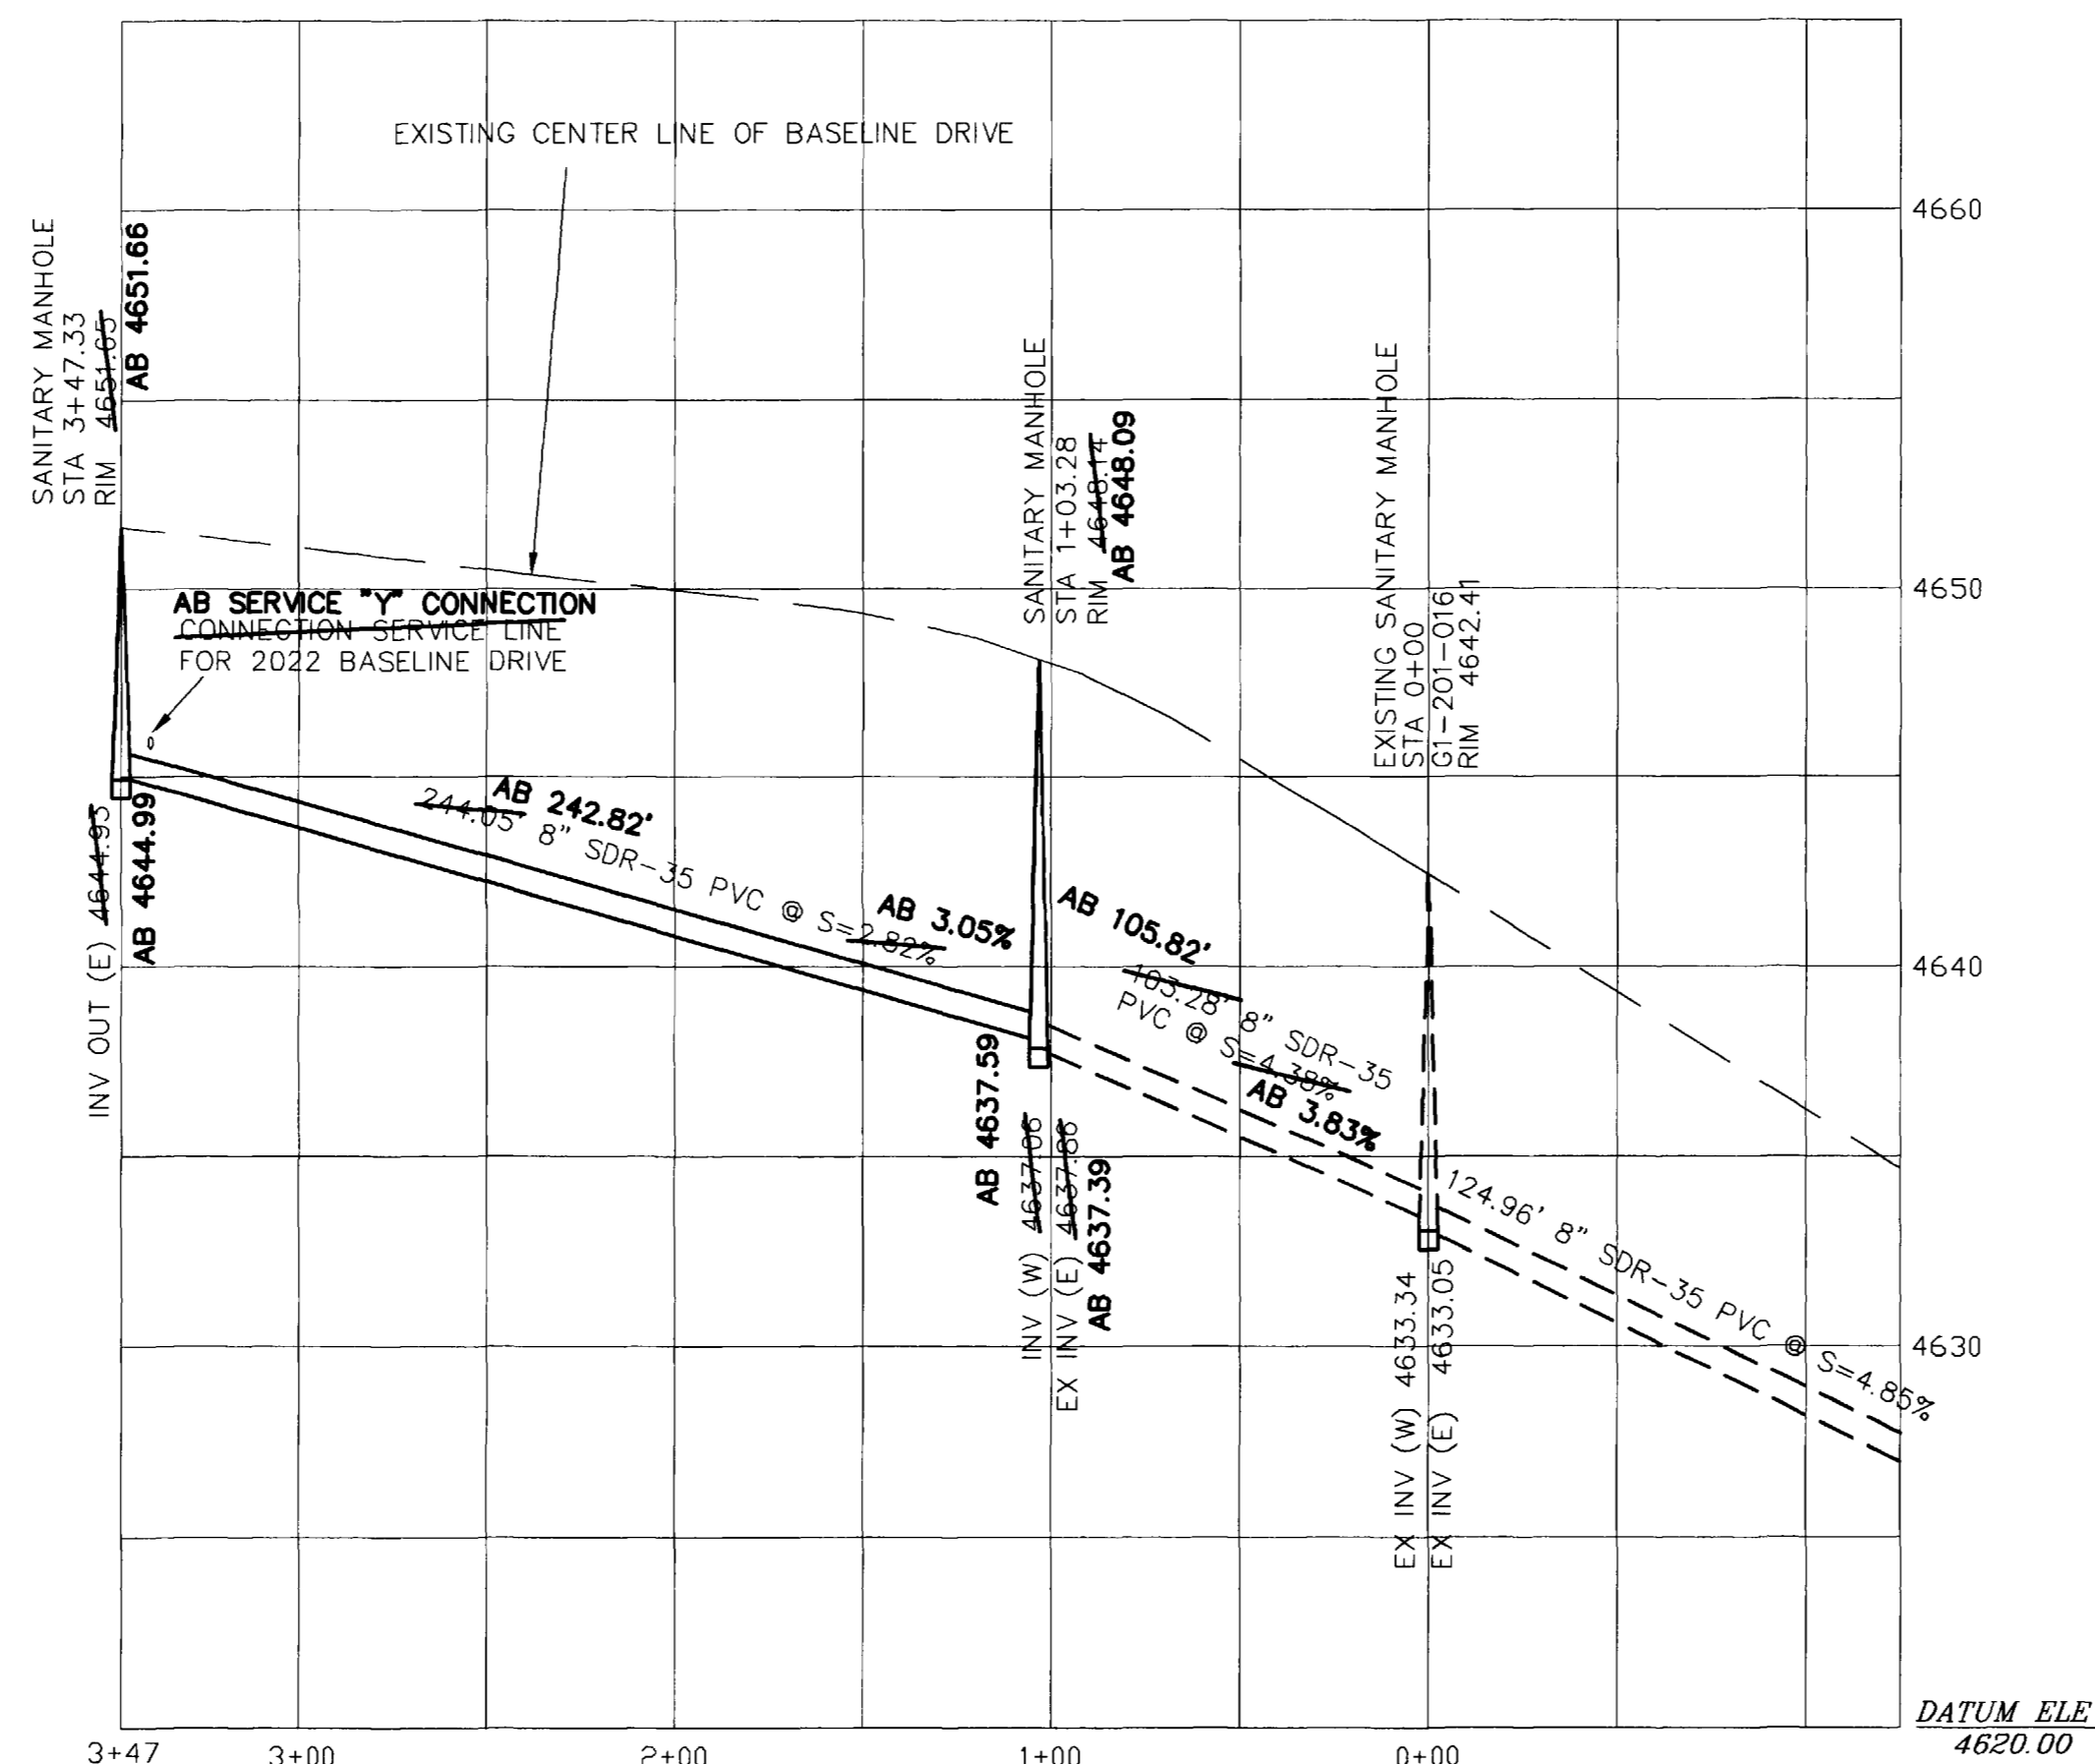 EXISTING CENTER LINE OF BASELINE DRIVE
SANITARY MANHOLE
STA 3+47.33
RIM 4651.65
AB 4651.66
AB SERVICE "Y" CONNECTION
CONNECTION SERVICE LINE
FOR 2022 BASELINE DRIVE
INV OUT (E) 4644.93
AB 4644.99
AB 242.82'
244.05' 8" SDR-35 PVC @ S=2.82%
AB 3.05%
SANITARY MANHOLE
STA 1+03.28
RIM 4648.14
AB 4648.09
AB 105.82'
103.28' 8" SDR-35
PVC @ S=4.38%
AB 3.83%
AB 4637.59
INV (W) 4637.06
EX INV (E) 4637.86
AB 4637.39
EXISTING SANITARY MANHOLE
STA 0+00
G1-201-016
RIM 4642.41
EX INV (W) 4633.34
EX INV (E) 4633.05
124.96' 8" SDR-35 PVC @ S=4.85%
4660
4650
4640
4630
DATUM ELE
4620.00
3+47
3+00
2+00
1+00
0+00